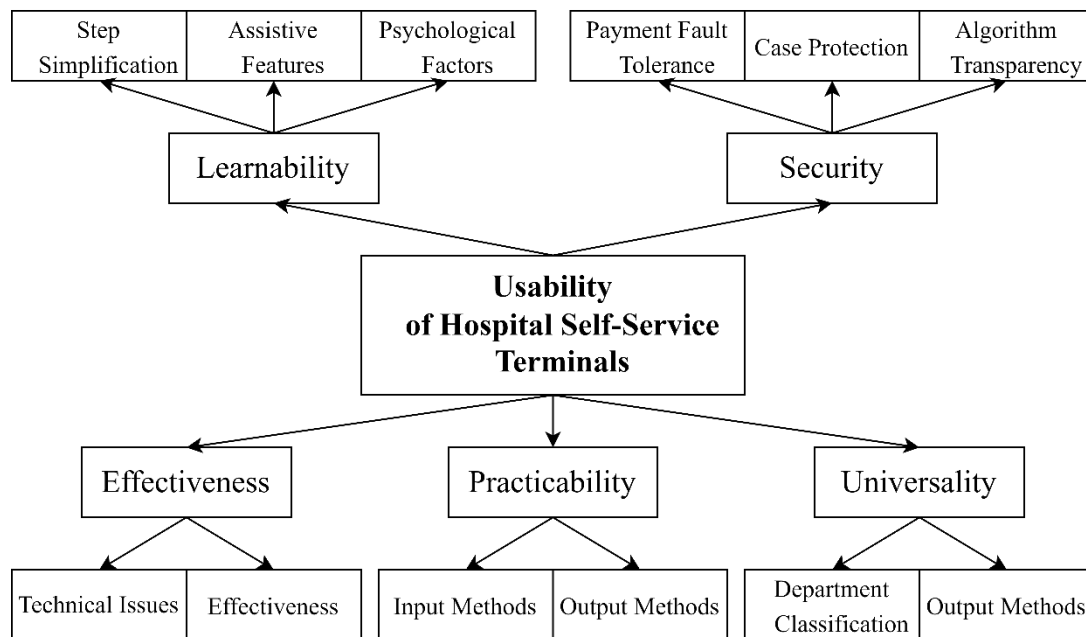 Step
Simplification
Assistive
Features
Psychological
Factors
Payment Fault
Tolerance
Case Protection
Algorithm
Transparency
Learnability
Security
Usability
of Hospital Self-Service
Terminals
Effectiveness
Practicability
Universality
Technical Issues
Effectiveness
Input Methods
Output Methods
Department
Classification
Output Methods